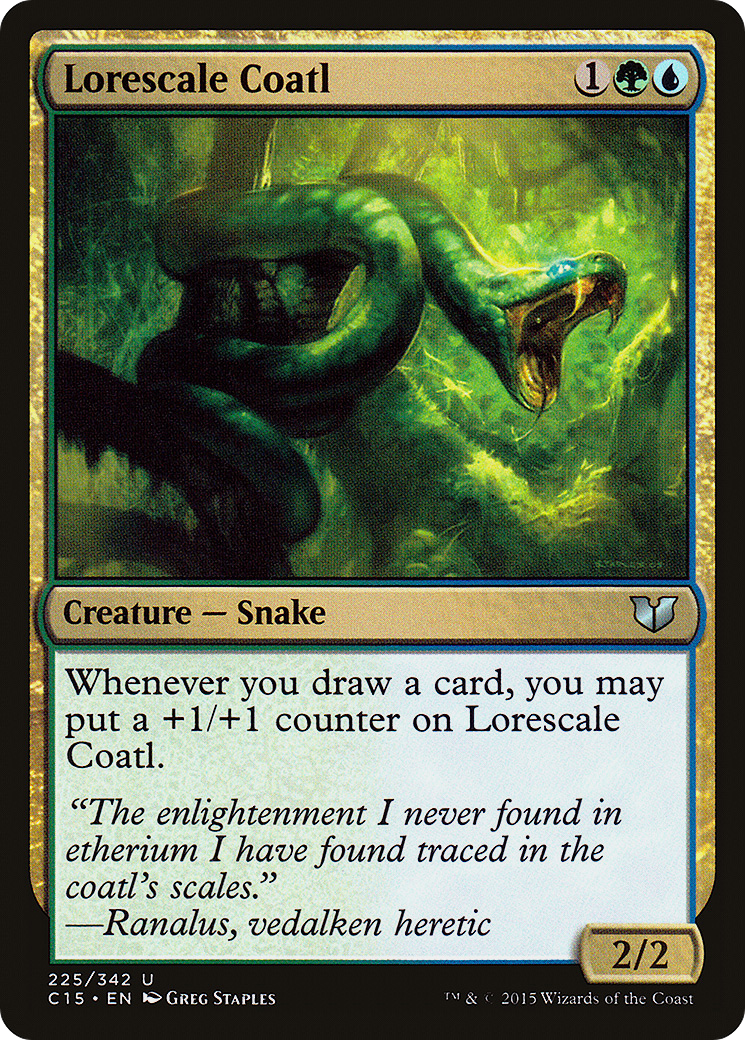 Lorescale Coatl 1
Creature — Snake
Whenever you draw a card, you may
put a +1/+1 counter on Lorescale
Coatl.
“The enlightenment I never found in
etherium I have found traced in the
coatl’s scales.”
—Ranalus, vedalken heretic
2/2
225/342 U
C15 • EN Greg Staples
™ & © 2015 Wizards of the Coast